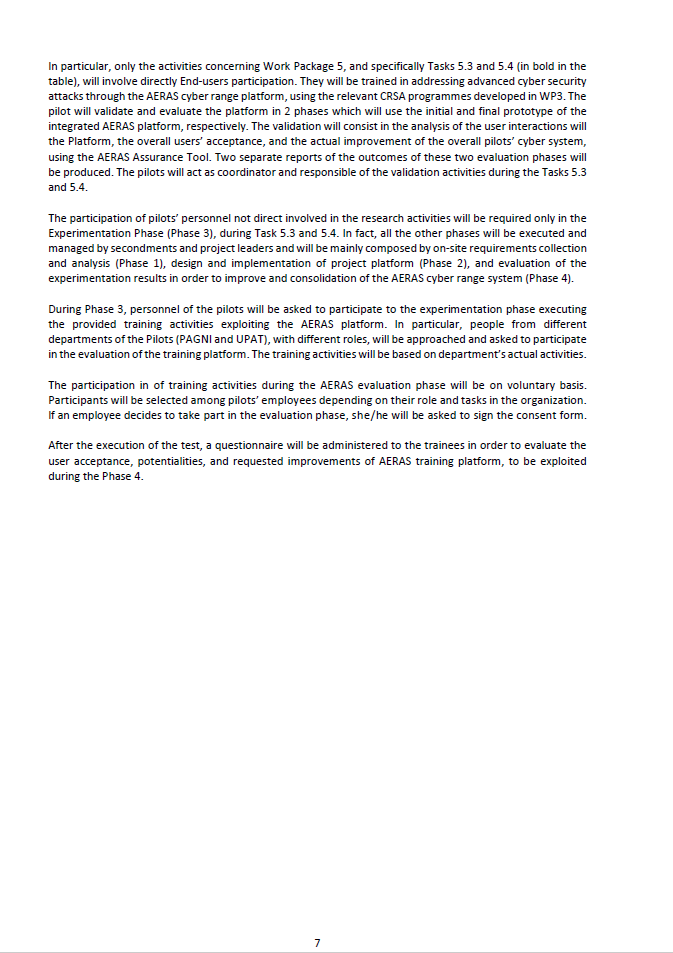 In particular, only the activities concerning Work Package 5, and specifically Tasks 5.3 and 5.4 (in bold in the
table), will involve directly End-users participation. They will be trained in addressing advanced cyber security
attacks through the AERAS cyber range platform, using the relevant CRSA programmes developed in WP3. The
pilot will validate and evaluate the platform in 2 phases which will use the initial and final prototype of the
integrated AERAS platform, respectively. The validation will consist in the analysis of the user interactions will
the Platform, the overall users' acceptance, and the actual improvement of the overall pilots' cyber system,
using the AERAS Assurance Tool. Two separate reports of the outcomes of these two evaluation phases will
be produced. The pilots will act as coordinator and responsible of the validation activities during the Tasks 5.3
and 5.4.
The participation of pilots' personnel not direct involved in the research activities will be required only in the
Experimentation Phase (Phase 3), during Task 5.3 and 5.4. In fact, all the other phases will be executed and
managed by secondments and project leaders and will be mainly composed by on-site requirements collection
and analysis (Phase 1), design and implementation of project platform (Phase 2), and evaluation of the
experimentation results in order to improve and consolidation of the AERAS cyber range system (Phase 4).
During Phase 3, personnel of the pilots will be asked to participate to the experimentation phase executing
the provided training activities exploiting the AERAS platform. In particular, people from different
departments of the Pilots (PAGNI and UPAT), with different roles, will be approached and asked to participate
in the evaluation of the training platform. The training activities will be based on department's actual activities.
The participation in of training activities during the AERAS evaluation phase will be on voluntary basis.
Participants will be selected among pilots' employees depending on their role and tasks in the organization.
If an employee decides to take part in the evaluation phase, she/he will be asked to sign the consent form.
After the execution of the test, a questionnaire will be administered to the trainees in order to evaluate the
user acceptance, potentialities, and requested improvements of AERAS training platform, to be exploited
during the Phase 4.
7